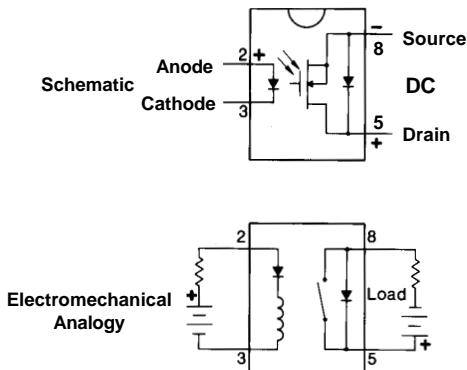 2 + - 8 Source
Anode
Schematic DC
Cathode
3 5 Drain
+
2 8
Electromechanical
Analogy
+ Load
+
3 5